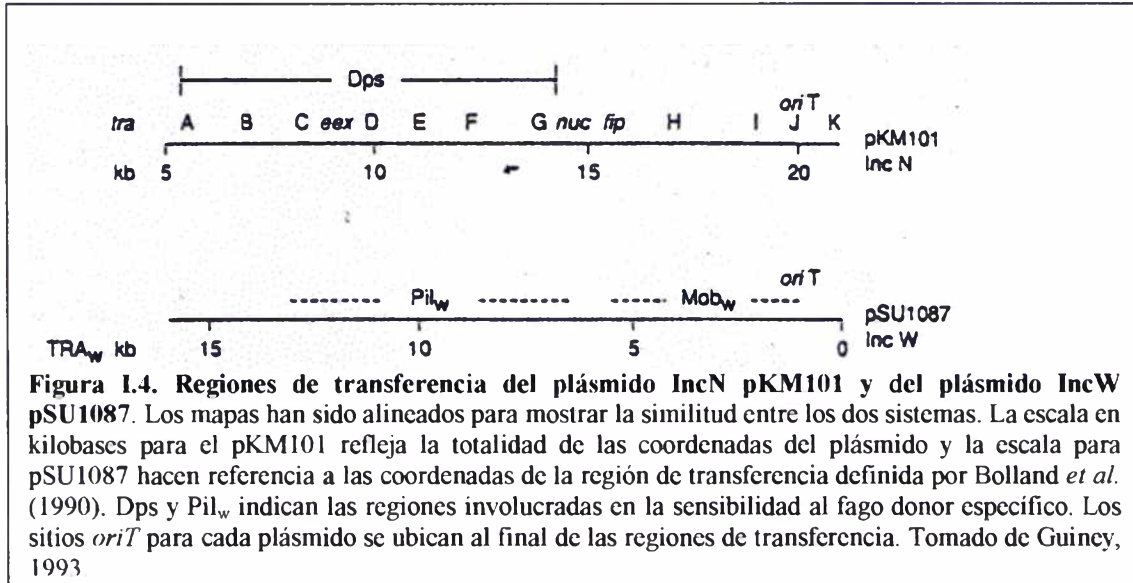 Dps
oriT
tra A B C eex D E F G nuc fip H I J K
pKM101
kb 5 10 15 20 Inc N
oriT
Pilw Mobw
pSU1087
TRAw kb 15 10 5 0 Inc W
Figura I.4. Regiones de transferencia del plásmido IncN pKM101 y del plásmido IncW
pSU1087. Los mapas han sido alineados para mostrar la similitud entre los dos sistemas. La escala en
kilobases para el pKM101 refleja la totalidad de las coordenadas del plásmido y la escala para
pSU1087 hacen referencia a las coordenadas de la región de transferencia definida por Bolland et al.
(1990). Dps y Pilw indican las regiones involucradas en la sensibilidad al fago donor específico. Los
sitios oriT para cada plásmido se ubican al final de las regiones de transferencia. Tomado de Guiney,
1993